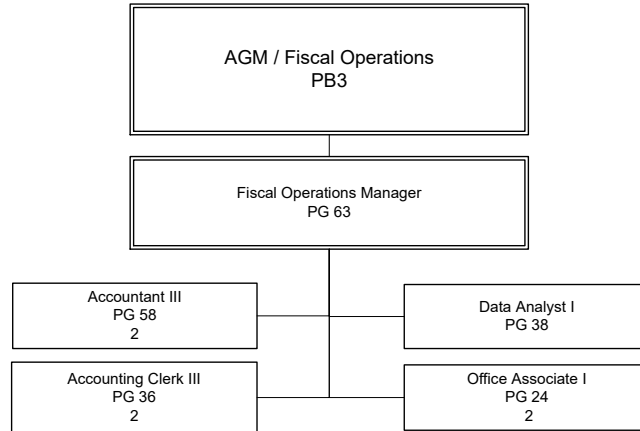 AGM / Fiscal Operations
PB3
Fiscal Operations Manager
PG 63
Accountant III
PG 58
2
Data Analyst I
PG 38
Accounting Clerk III
PG 36
2
Office Associate I
PG 24
2